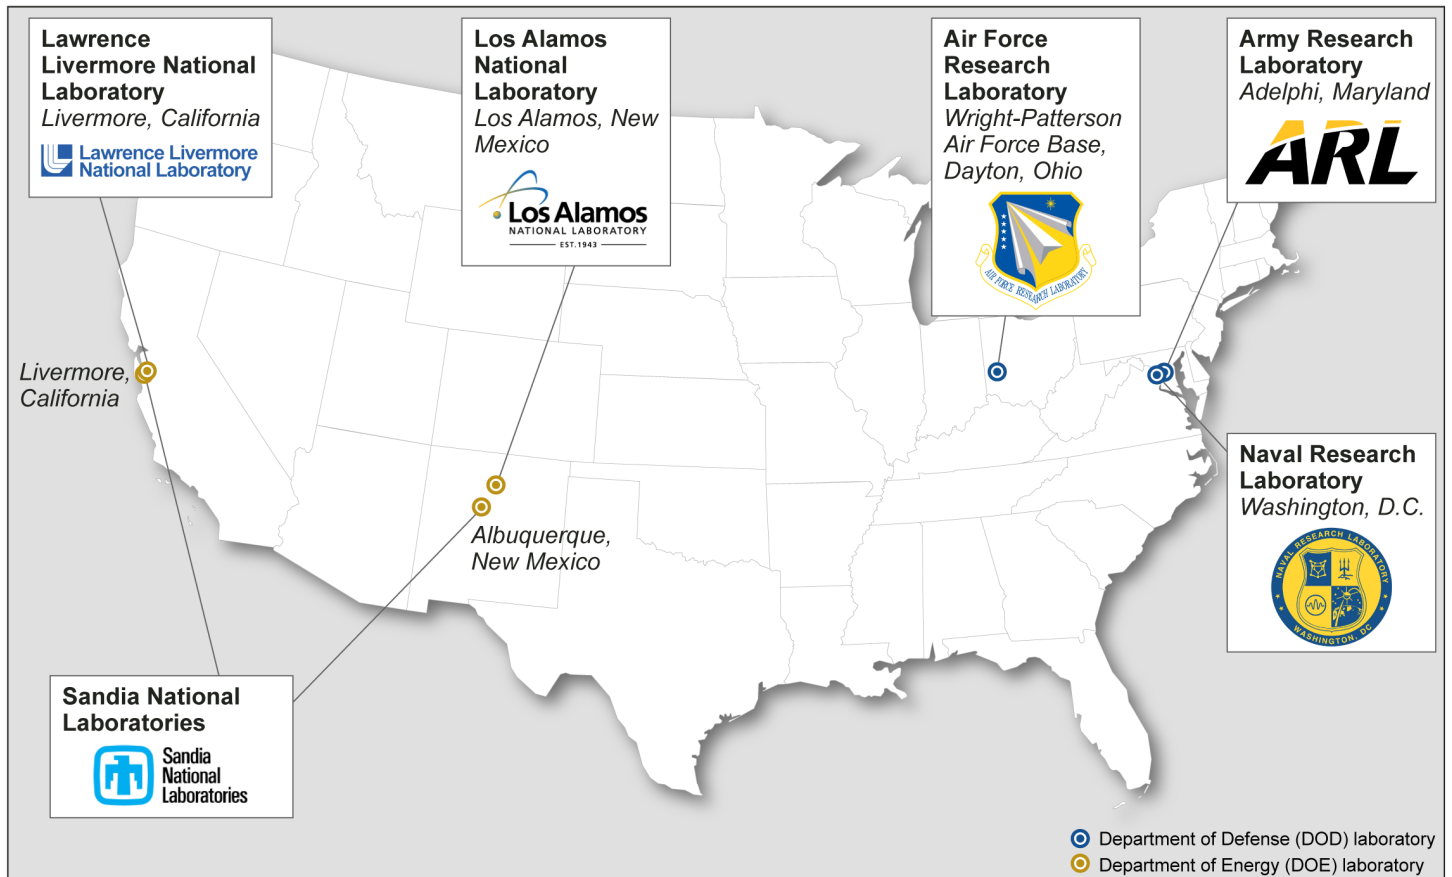 Lawrence
Livermore National
Laboratory
Livermore, California
Lawrence Livermore
National Laboratory
Los Alamos
National
Laboratory
Los Alamos, New
Mexico
Los Alamos
NATIONAL LABORATORY
EST. 1943
Air Force
Research
Laboratory
Wright-Patterson
Air Force Base,
Dayton, Ohio
AIR FORCE RESEARCH LABORATORY
Army Research
Laboratory
Adelphi, Maryland
ARL
Livermore,
California
Albuquerque,
New Mexico
Naval Research
Laboratory
Washington, D.C.
NAVAL RESEARCH LABORATORY
WASHINGTON, DC
Sandia National
Laboratories
Sandia
National
Laboratories
Department of Defense (DOD) laboratory
Department of Energy (DOE) laboratory